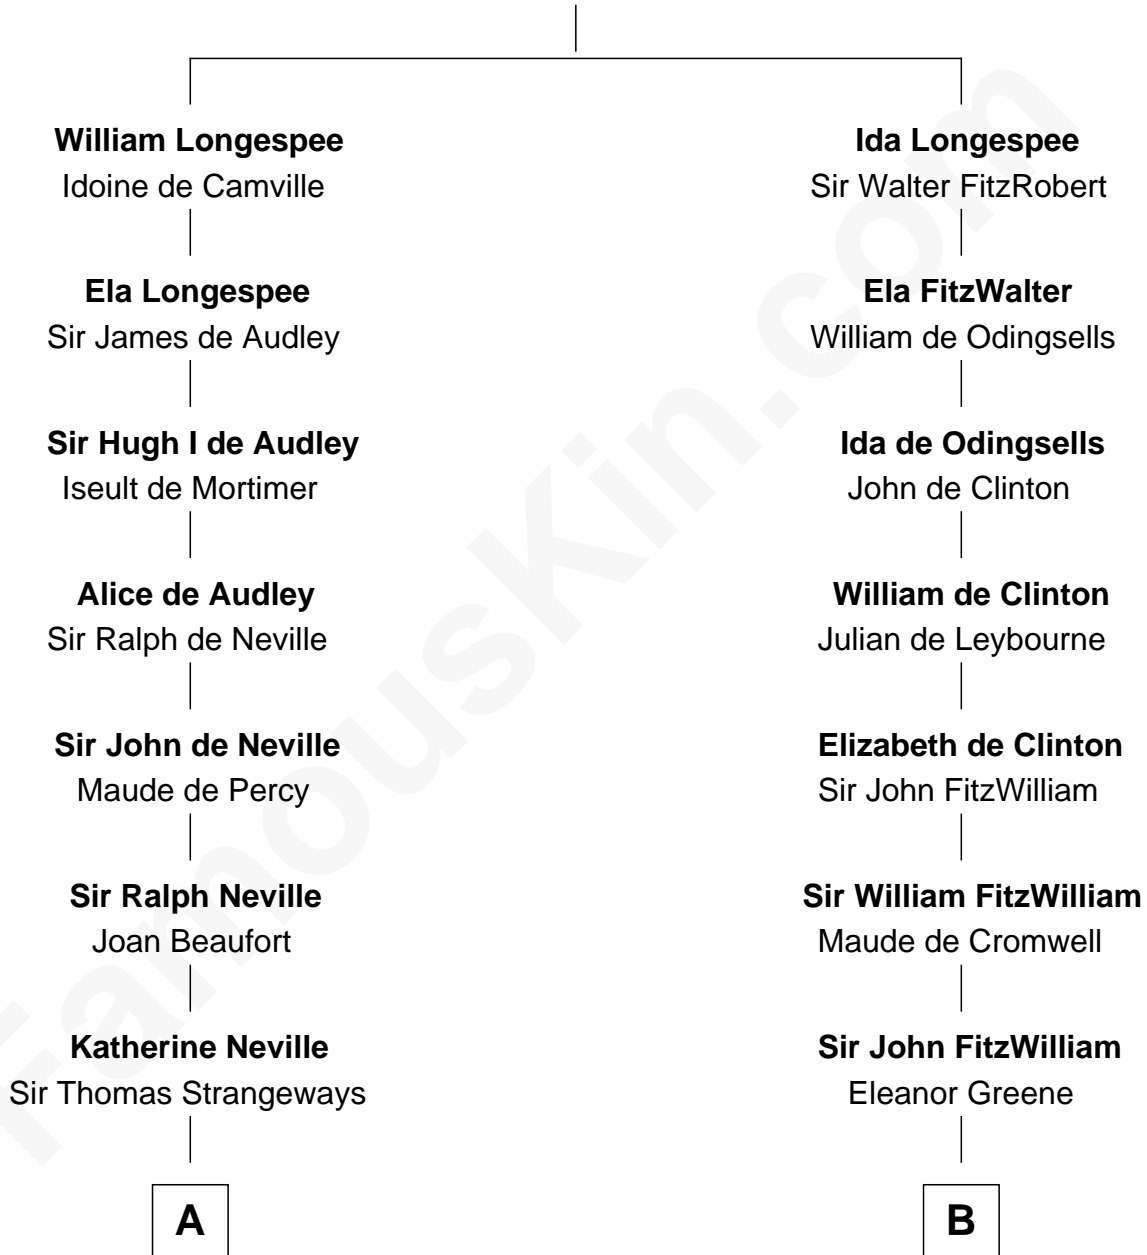 William Longespee
Idoine de Camville
Ela Longespee
Sir James de Audley
Sir Hugh I de Audley
Iseult de Mortimer
Alice de Audley
Sir Ralph de Neville
Sir John de Neville
Maude de Percy
Sir Ralph Neville
Joan Beaufort
Katherine Neville
Sir Thomas Strangeways
A
Ida Longespee
Sir Walter FitzRobert
Ela FitzWalter
William de Odingsells
Ida de Odingsells
John de Clinton
William de Clinton
Julian de Leybourne
Elizabeth de Clinton
Sir John FitzWilliam
Sir William FitzWilliam
Maude de Cromwell
Sir John FitzWilliam
Eleanor Greene
B
FamousKin.com